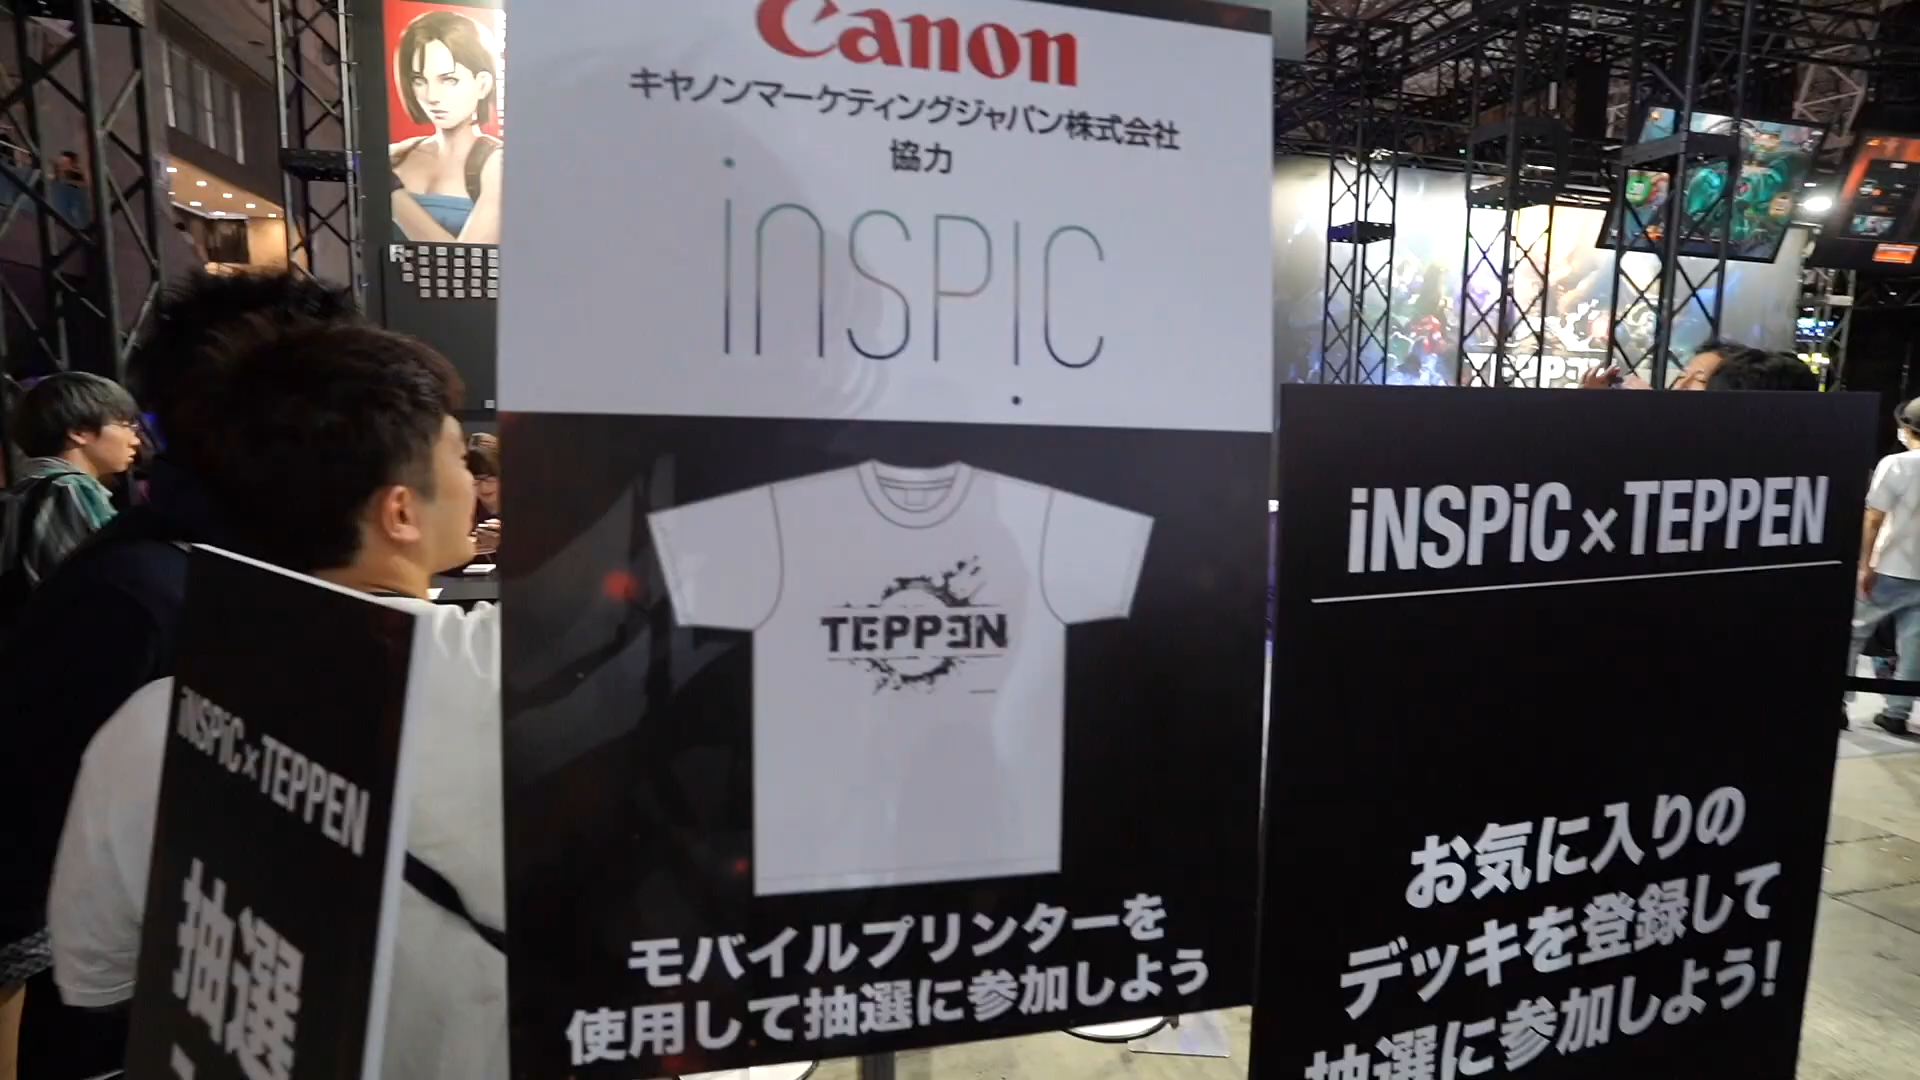 Canon
キヤノンマーケティングジャパン株式会社
協力
inSPiC
TEPPEN
モバイルプリンターを
使用して抽選に参加しよう
iNSPiC×TEPPEN
お気に入りの
デッキを登録して
抽選に参加しよう!
iNSPiC×TEPPEN
抽選
TEPPEN